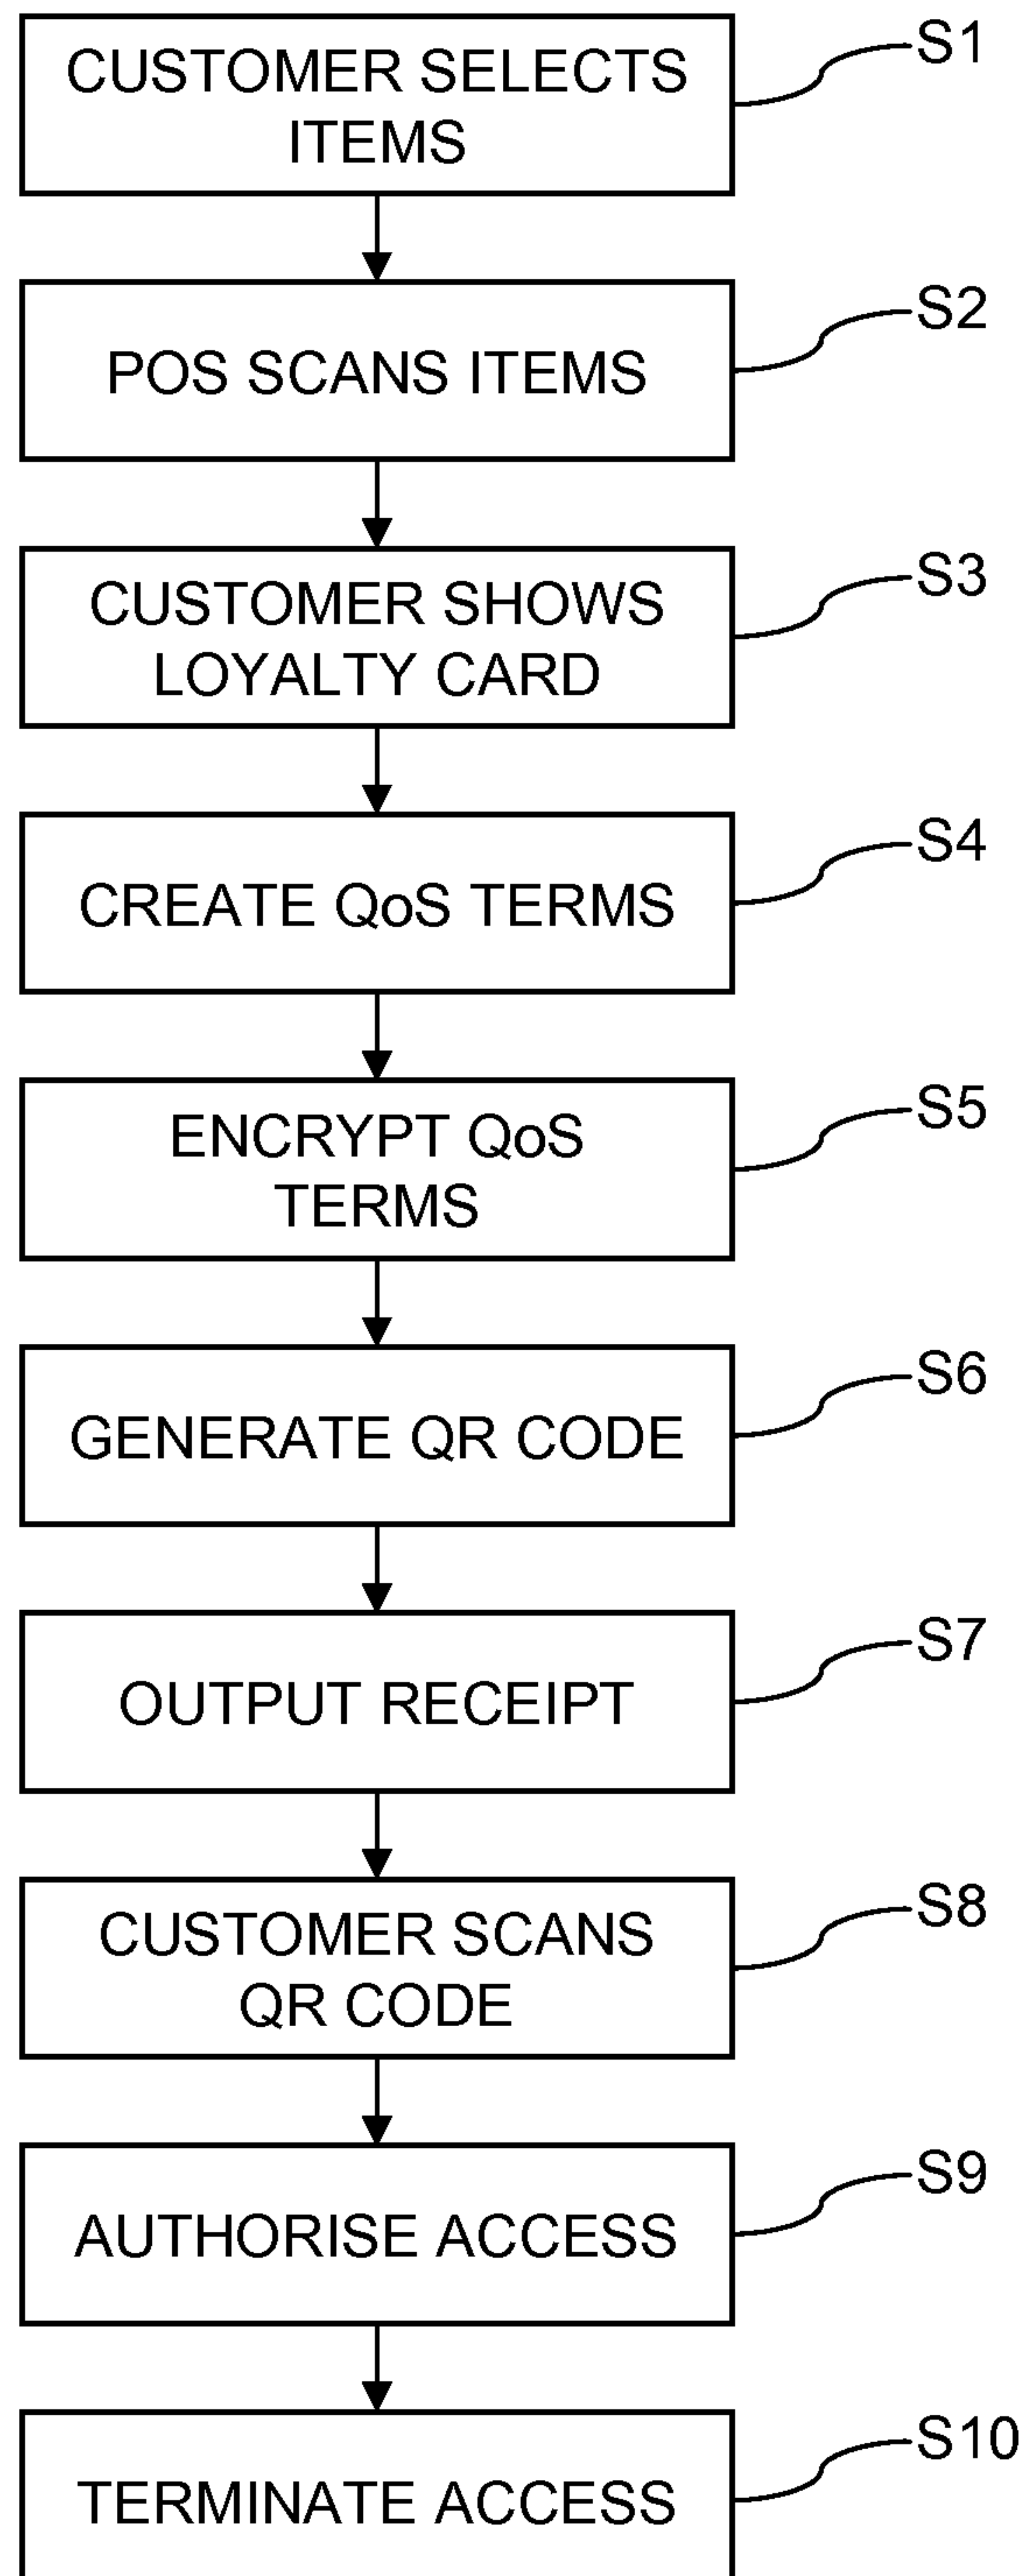 CUSTOMER SELECTS
ITEMS
S1
POS SCANS ITEMS
S2
CUSTOMER SHOWS
LOYALTY CARD
S3
CREATE QoS TERMS
S4
ENCRYPT QoS
TERMS
S5
GENERATE QR CODE
S6
OUTPUT RECEIPT
S7
CUSTOMER SCANS
QR CODE
S8
AUTHORISE ACCESS
S9
TERMINATE ACCESS
S10